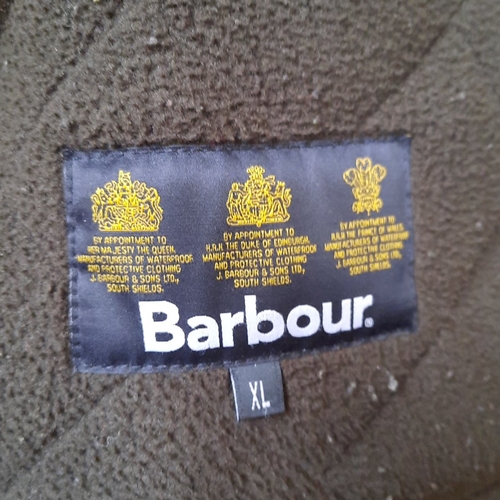 BY APPOINTMENT TO
HER MAJESTY THE QUEEN.
MANUFACTURERS OF WATERPROOF
AND PROTECTIVE CLOTHING
J. BARBOUR & SONS LTD.,
SOUTH SHIELDS.
BY APPOINTMENT TO
H.R.H. THE DUKE OF EDINBURGH.
MANUFACTURERS OF WATERPROOF
AND PROTECTIVE CLOTHING
J. BARBOUR & SONS LTD.,
SOUTH SHIELDS.
BY APPOINTMENT TO
H.R.H. THE PRINCE OF WALES.
MANUFACTURERS OF WATERPROOF
AND PROTECTIVE CLOTHING
J. BARBOUR & SONS LTD.,
SOUTH SHIELDS.
Barbour.
XL